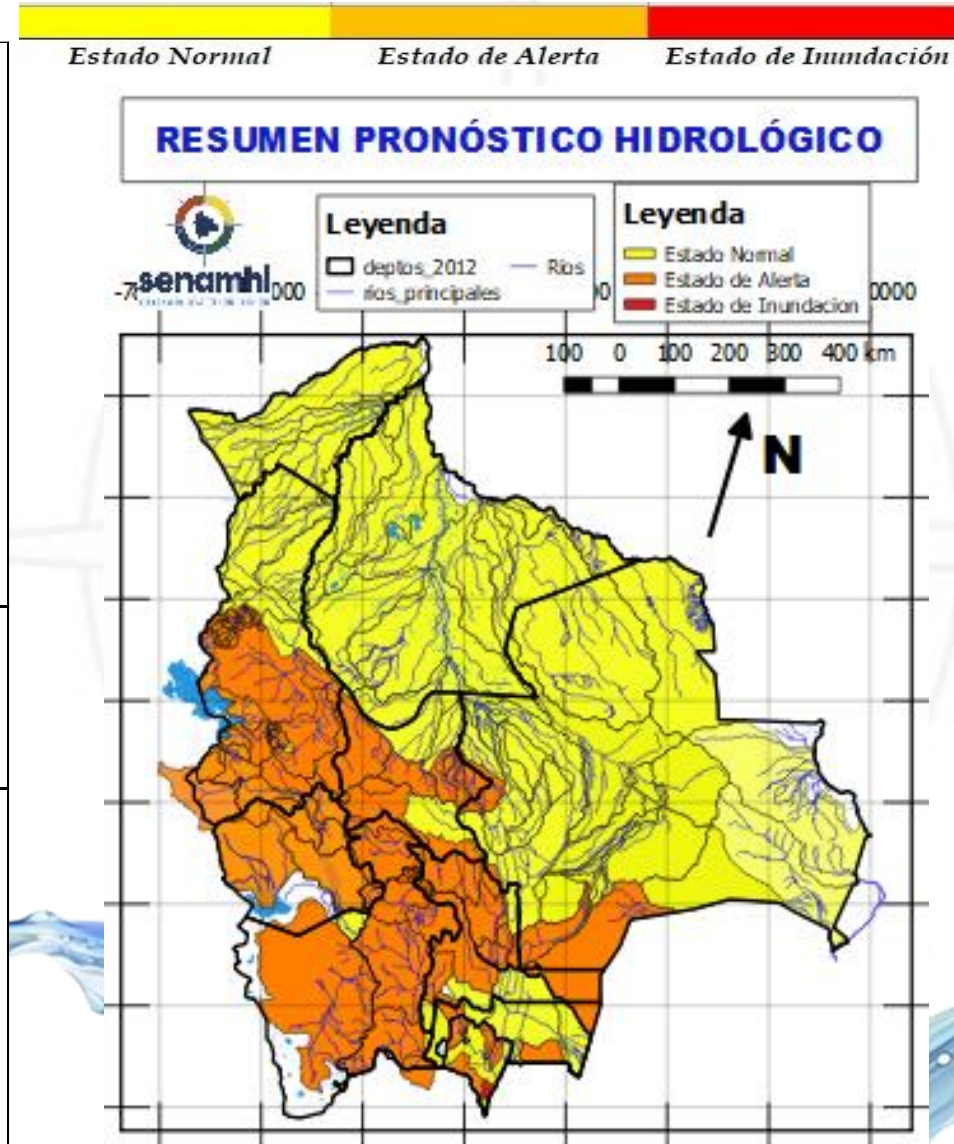 Estado Normal Estado de Alerta Estado de Inundación
RESUMEN PRONÓSTICO HIDROLÓGICO
senamhi
Leyenda
deptos_2012 Rios
rios_principales
Leyenda
Estado Normal
Estado de Alerta
Estado de Inundacion
100 0 100 200 300 400 km
N